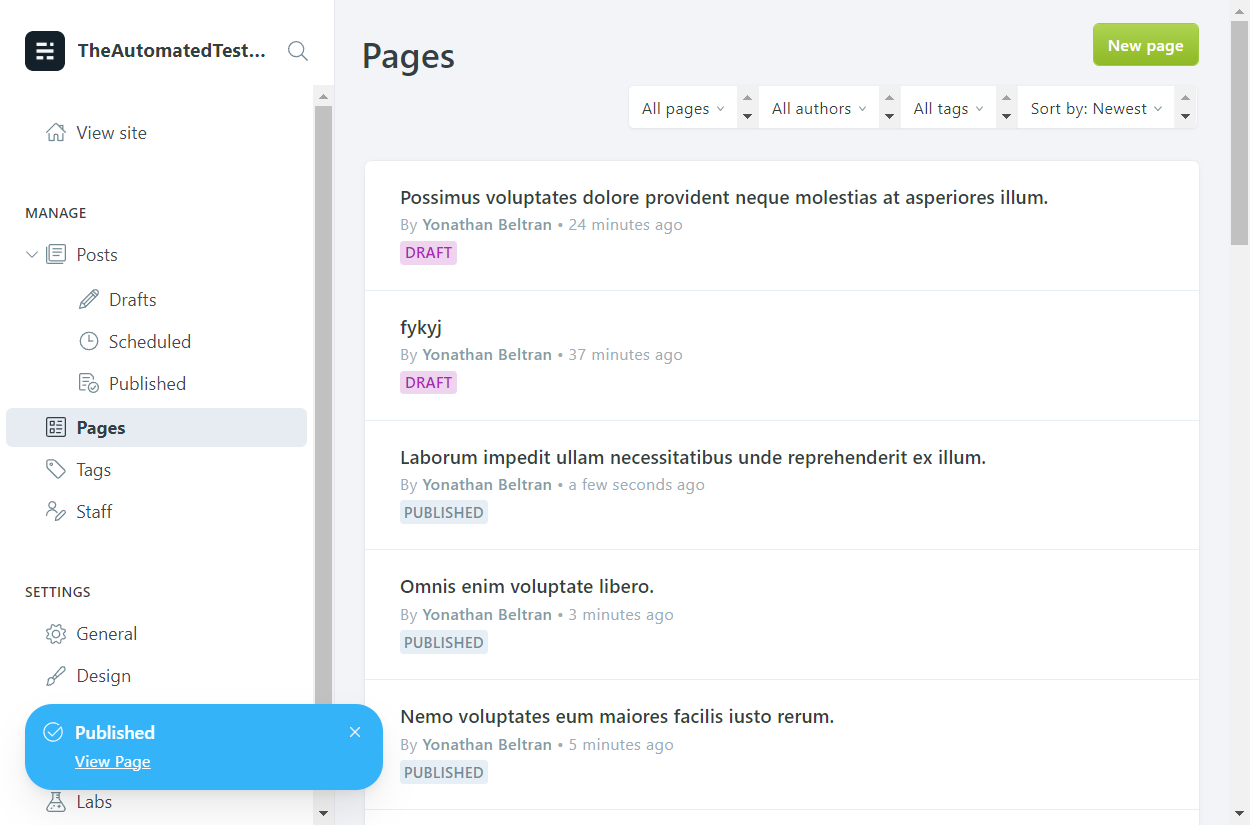 TheAutomatedTest...
View site
MANAGE
Posts
Drafts
Scheduled
Published
Pages
Tags
Staff
SETTINGS
General
Design
Published
View Page
Labs
Pages
New page
All pages
All authors
All tags
Sort by: Newest
Possimus voluptates dolore provident neque molestias at asperiores illum.
By Yonathan Beltran • 24 minutes ago
DRAFT
fykyj
By Yonathan Beltran • 37 minutes ago
DRAFT
Laborum impedit ullam necessitatibus unde reprehenderit ex illum.
By Yonathan Beltran • a few seconds ago
PUBLISHED
Omnis enim voluptate libero.
By Yonathan Beltran • 3 minutes ago
PUBLISHED
Nemo voluptates eum maiores facilis iusto rerum.
By Yonathan Beltran • 5 minutes ago
PUBLISHED